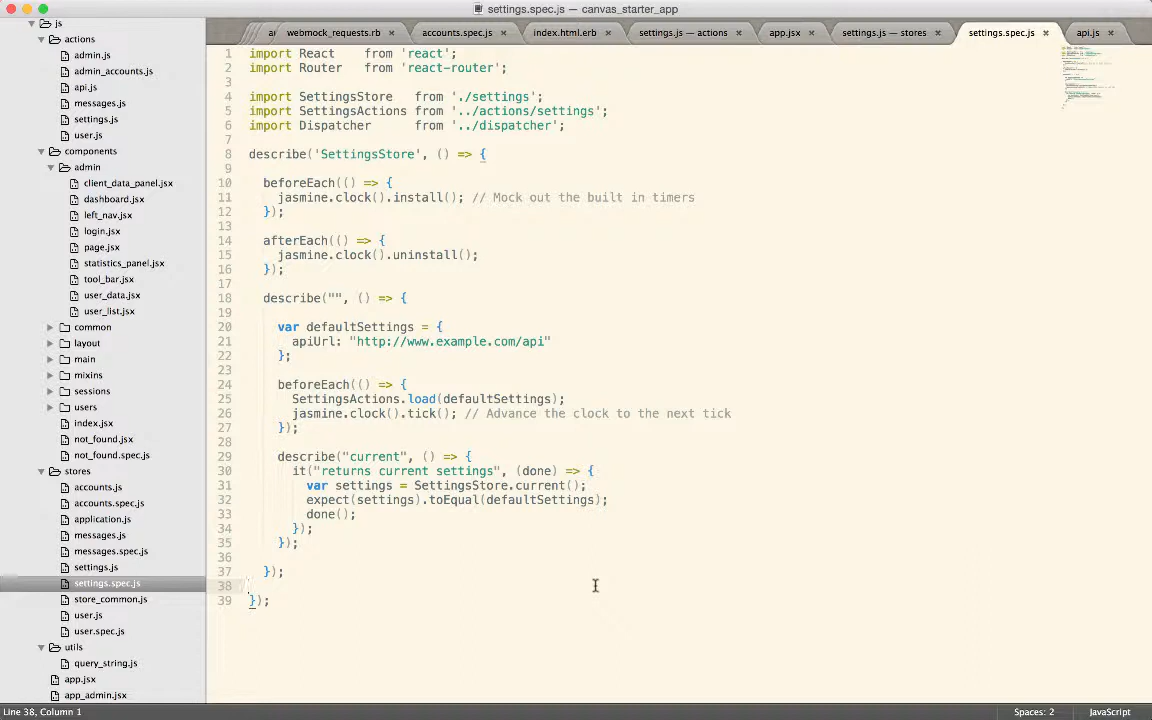 settings.spec.js — canvas_starter_app
js
actions
admin.js
admin_accounts.js
api.js
messages.js
settings.js
user.js
components
admin
client_data_panel.jsx
dashboard.jsx
left_nav.jsx
login.jsx
page.jsx
statistics_panel.jsx
tool_bar.jsx
user_data.jsx
user_list.jsx
common
layout
main
mixins
sessions
users
index.jsx
not_found.jsx
not_found.spec.js
stores
accounts.js
accounts.spec.js
application.js
messages.js
messages.spec.js
settings.js
settings.spec.js
store_common.js
user.js
user.spec.js
utils
query_string.js
app.jsx
app_admin.jsx
webmock_requests.rb × accounts.spec.js × index.html.erb × settings.js — actions × app.jsx × settings.js — stores × settings.spec.js × api.js ×
1 import React    from 'react';
2 import Router   from 'react-router';
3
4 import SettingsStore   from './settings';
5 import SettingsActions from '../actions/settings';
6 import Dispatcher      from '../dispatcher';
7
8 describe('SettingsStore', () => {
9
10   beforeEach(() => {
11     jasmine.clock().install(); // Mock out the built in timers
12   });
13
14   afterEach(() => {
15     jasmine.clock().uninstall();
16   });
17
18   describe("", () => {
19
20     var defaultSettings = {
21       apiUrl: "http://www.example.com/api"
22     };
23
24     beforeEach(() => {
25       SettingsActions.load(defaultSettings);
26       jasmine.clock().tick(); // Advance the clock to the next tick
27     });
28
29     describe("current", () => {
30       it("returns current settings", (done) => {
31         var settings = SettingsStore.current();
32         expect(settings).toEqual(defaultSettings);
33         done();
34       });
35     });
36
37   });
38
39 });
Line 38, Column 1 Spaces: 2 JavaScript